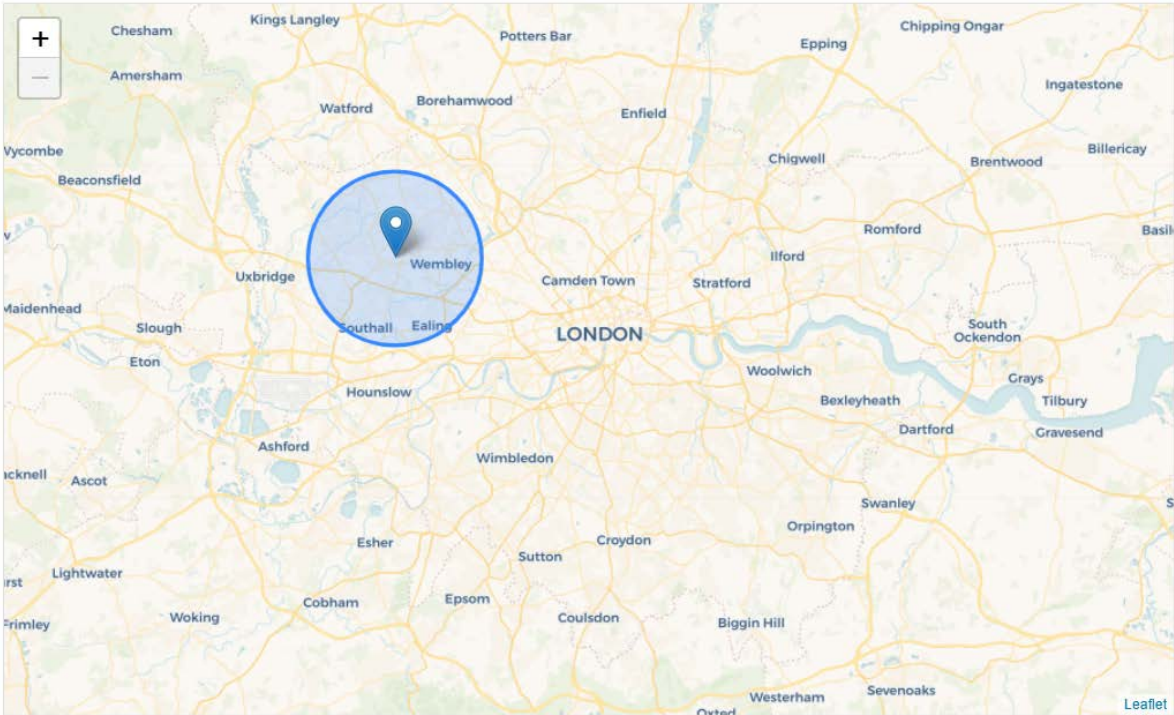 +
−
Chesham
Kings Langley
Potters Bar
Epping
Chipping Ongar
Amersham
Watford
Borehamwood
Enfield
Ingatestone
Wycombe
Beaconsfield
Chigwell
Brentwood
Billericay
Romford
Basil
Uxbridge
Wembley
Camden Town
Stratford
Ilford
Maidenhead
Slough
Southall
Ealing
LONDON
South
Ockendon
Eton
Hounslow
Woolwich
Bexleyheath
Grays
Tilbury
Dartford
Gravesend
Ashford
Wimbledon
acknell
Ascot
Swanley
Esher
Sutton
Croydon
Orpington
Lightwater
Cobham
Epsom
Coulsdon
Biggin Hill
Woking
Frimley
Westerham
Sevenoaks
Oxted
Leaflet